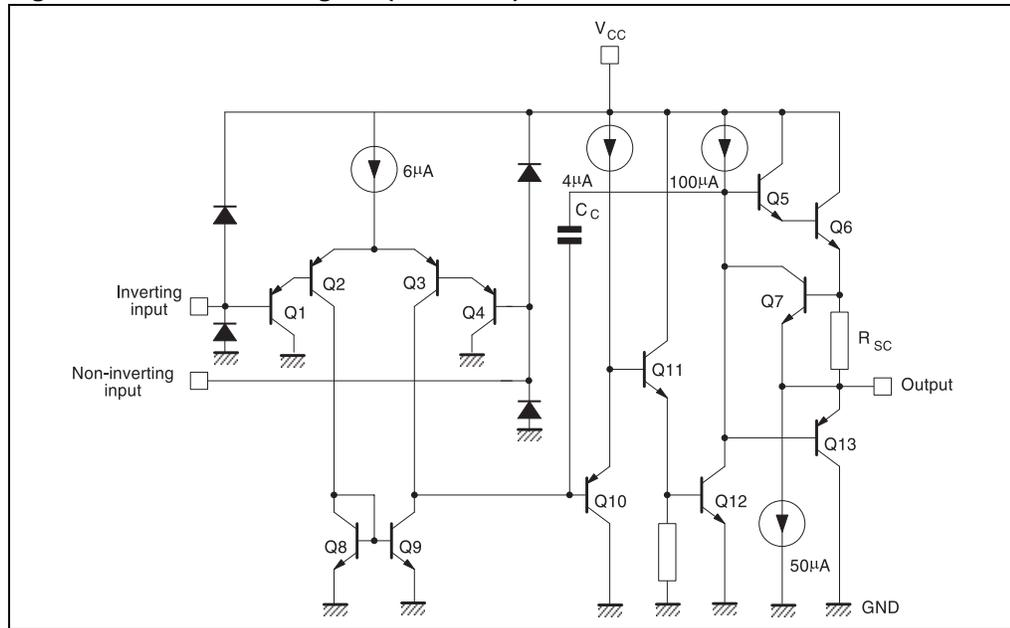 VCC
6μA
4μA
100μA
CC
Q5
Q6
Q2
Q3
Q1
Q4
Q7
Inverting
input
RSC
Non-inverting
input
Q11
Output
Q13
Q10
Q12
Q8
Q9
50μA
GND